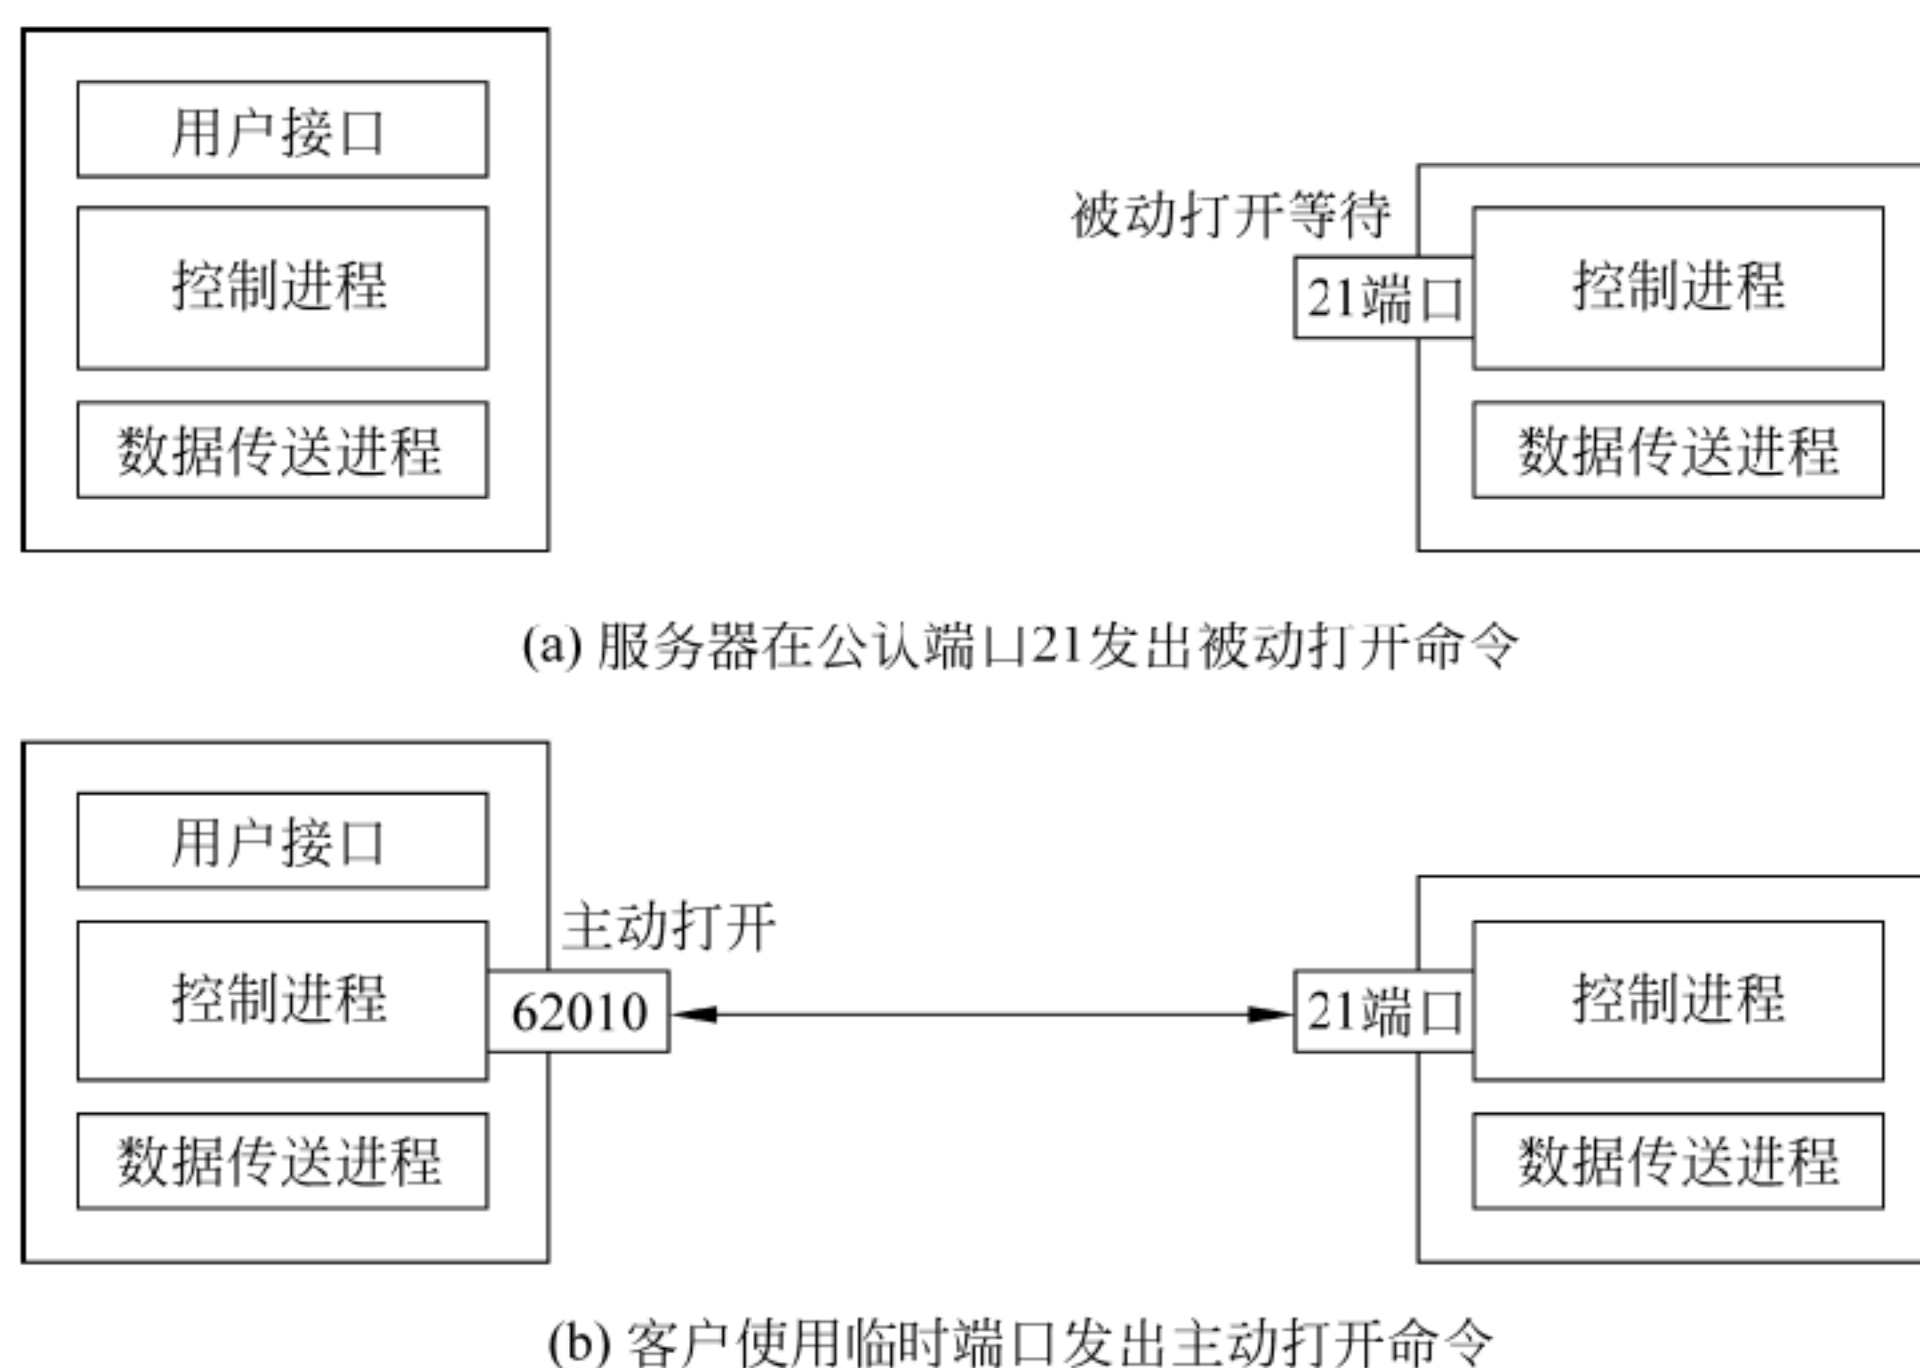 用户接口
控制进程
数据传送进程
被动打开等待
21端口
控制进程
数据传送进程
(a) 服务器在公认端口21发出被动打开命令
用户接口
主动打开
控制进程
62010
数据传送进程
21端口
控制进程
数据传送进程
(b) 客户使用临时端口发出主动打开命令